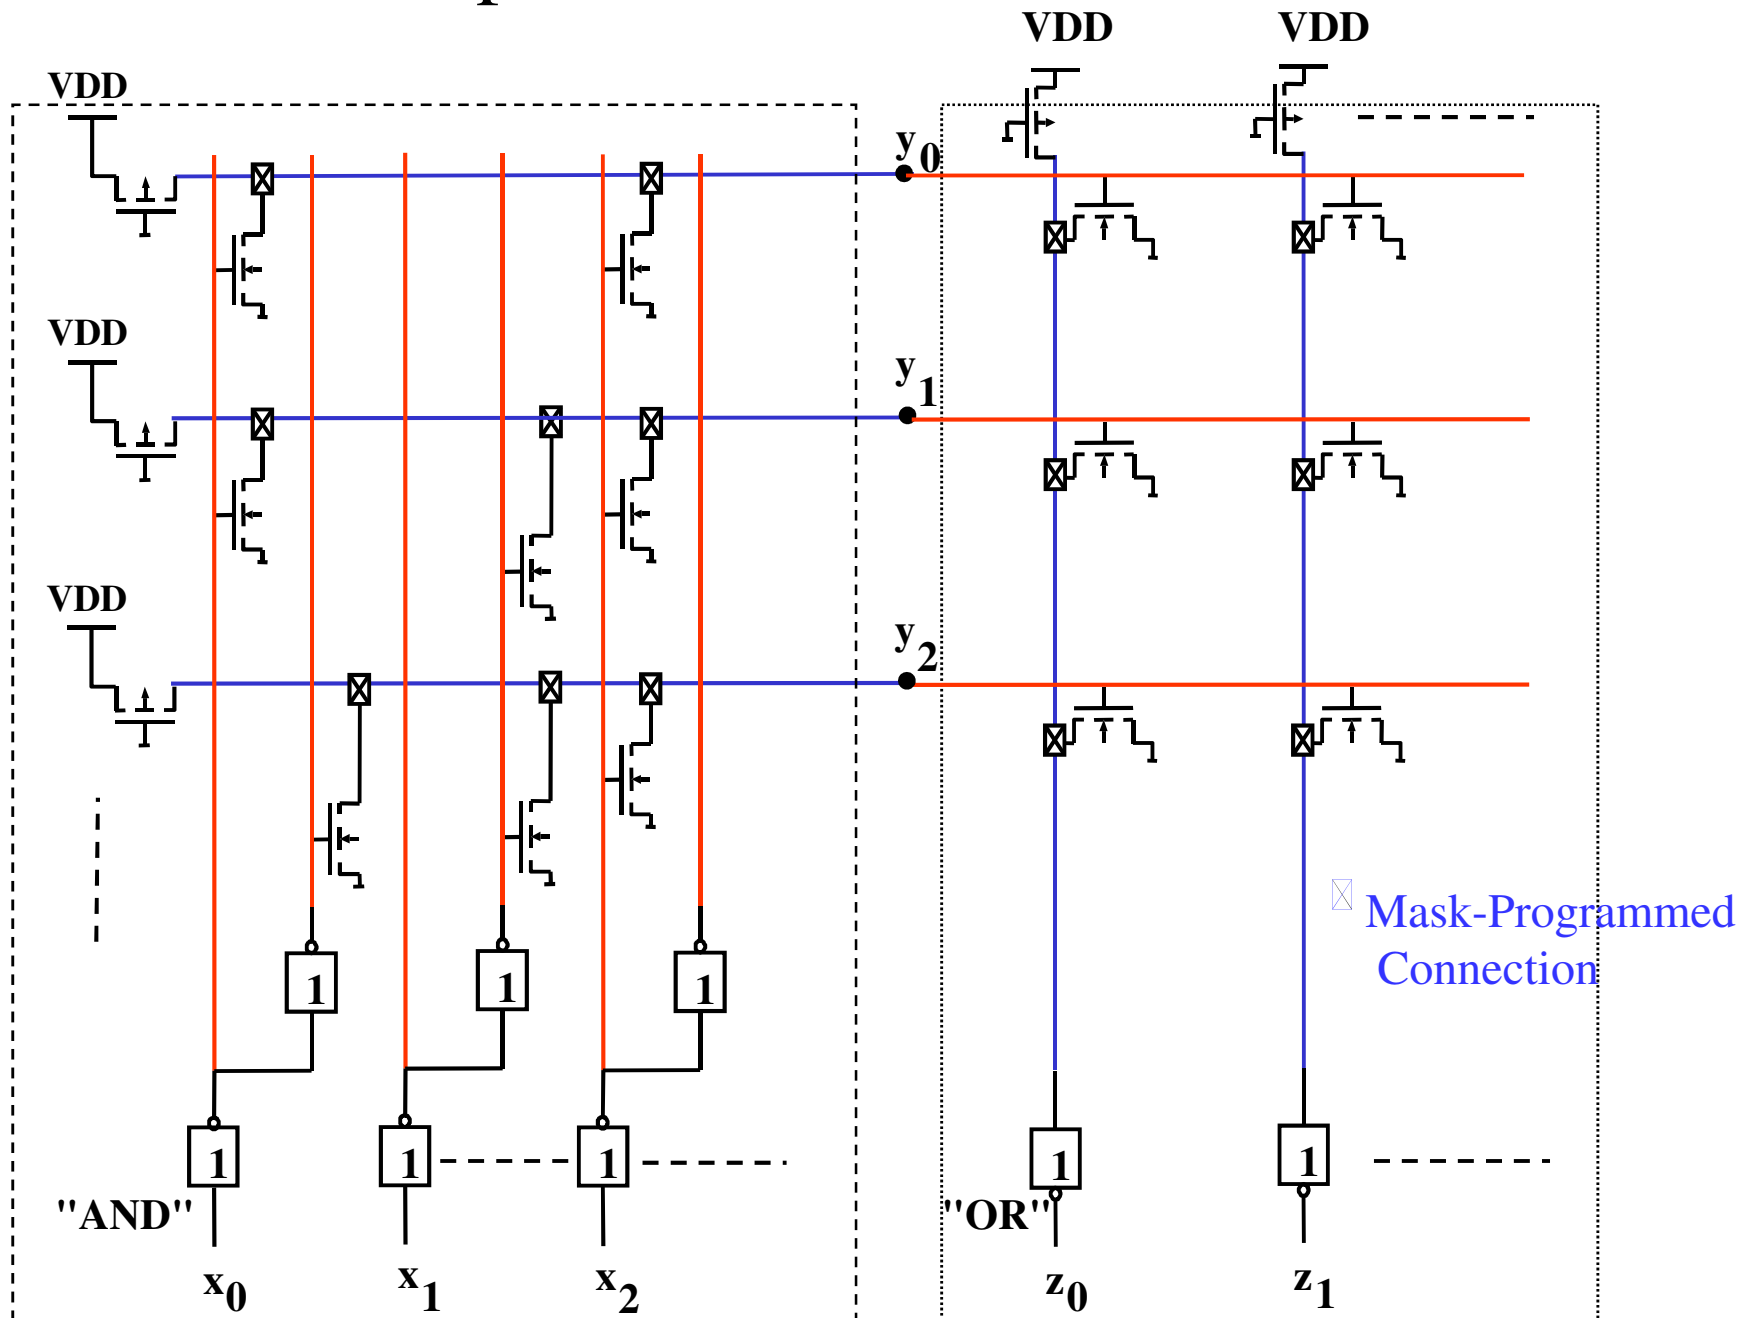 VDD VDD
VDD
y0
VDD
y1
VDD
y2
Mask-Programmed
Connection
1 1 1
1 1 1 1 1
"AND" "OR"
x0 x1 x2 z0 z1